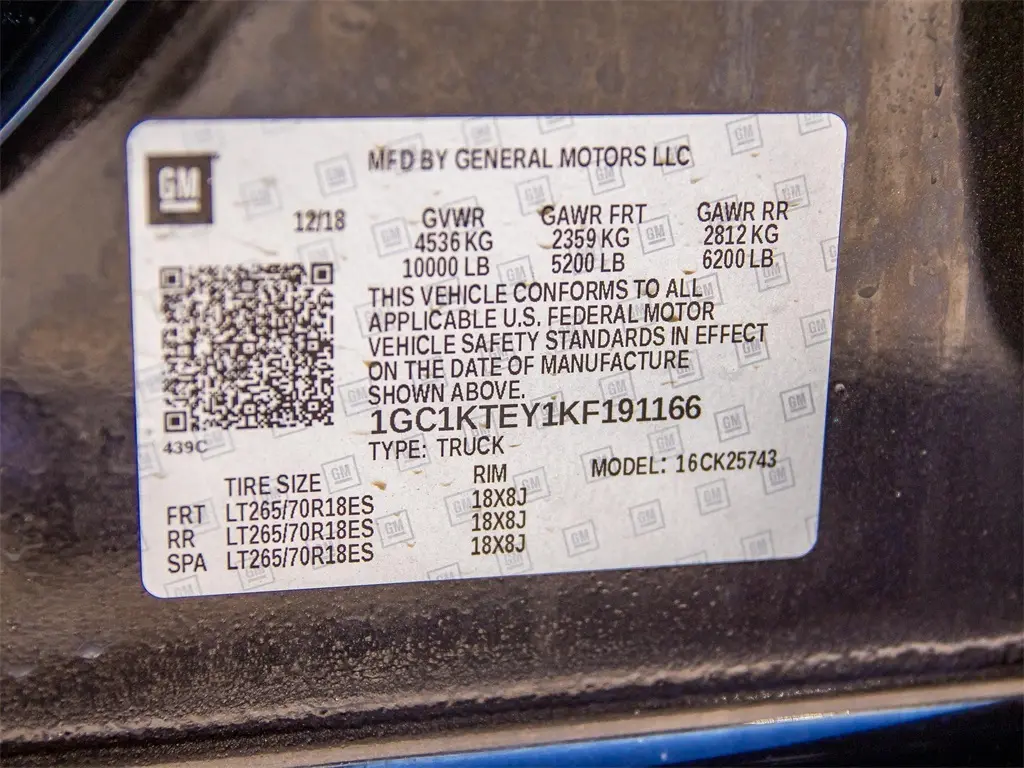 GM
MFD BY GENERAL MOTORS LLC
12/18 GVWR GAWR FRT GAWR RR
4536 KG 2359 KG 2812 KG
10000 LB 5200 LB 6200 LB
THIS VEHICLE CONFORMS TO ALL
APPLICABLE U.S. FEDERAL MOTOR
VEHICLE SAFETY STANDARDS IN EFFECT
ON THE DATE OF MANUFACTURE
SHOWN ABOVE.
1GC1KTEY1KF191166
439C
TYPE: TRUCK
MODEL: 16CK25743
TIRE SIZE RIM
FRT LT265/70R18ES 18X8J
RR LT265/70R18ES 18X8J
SPA LT265/70R18ES 18X8J